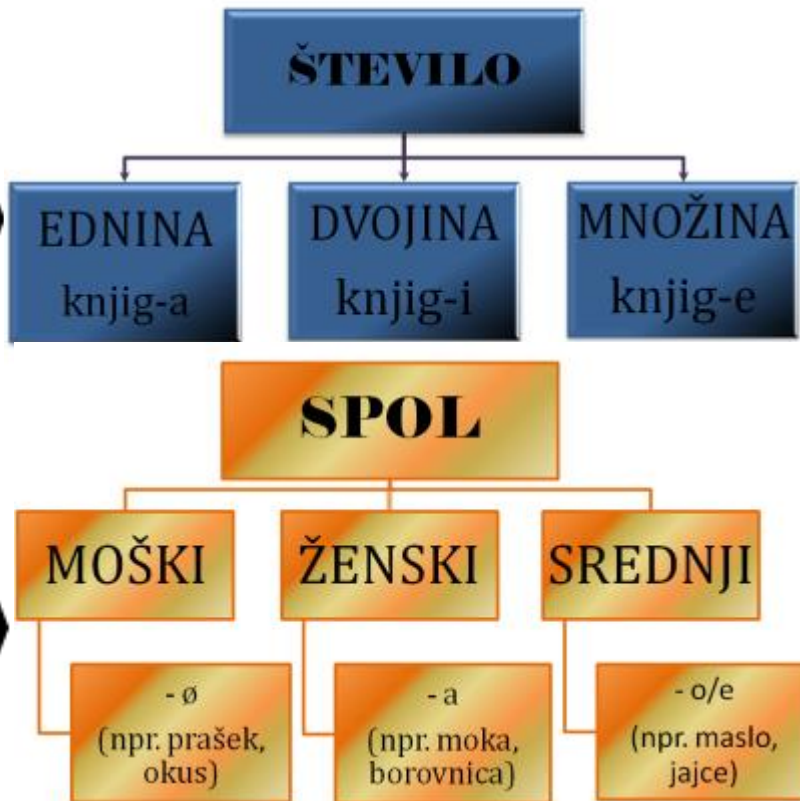 ŠTEVILO
EDNINA
knjig-a
DVOJINA
knjig-i
MNOŽINA
knjig-e
SPOL
MOŠKI
ŽENSKI
SREDNJI
- ø
(npr. prašek,
okus)
- a
(npr. moka,
borovnica)
- o/e
(npr. maslo,
jajce)